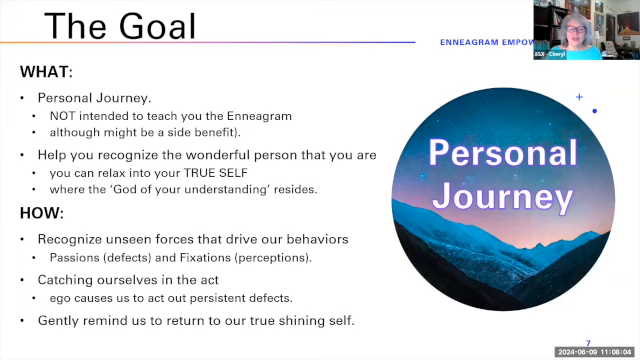 The Goal
ENNEAGRAM EMPOW
JISX - Cheryl
WHAT:
• Personal Journey.
• NOT intended to teach you the Enneagram
• although might be a side benefit).
• Help you recognize the wonderful person that you are
• you can relax into your TRUE SELF
• where the ‘God of your understanding’ resides.
HOW:
• Recognize unseen forces that drive our behaviors
• Passions (defects) and Fixations (perceptions).
• Catching ourselves in the act
• ego causes us to act out persistent defects.
• Gently remind us to return to our true shining self.
Personal
Journey
7
2024-06-09 11:08:04